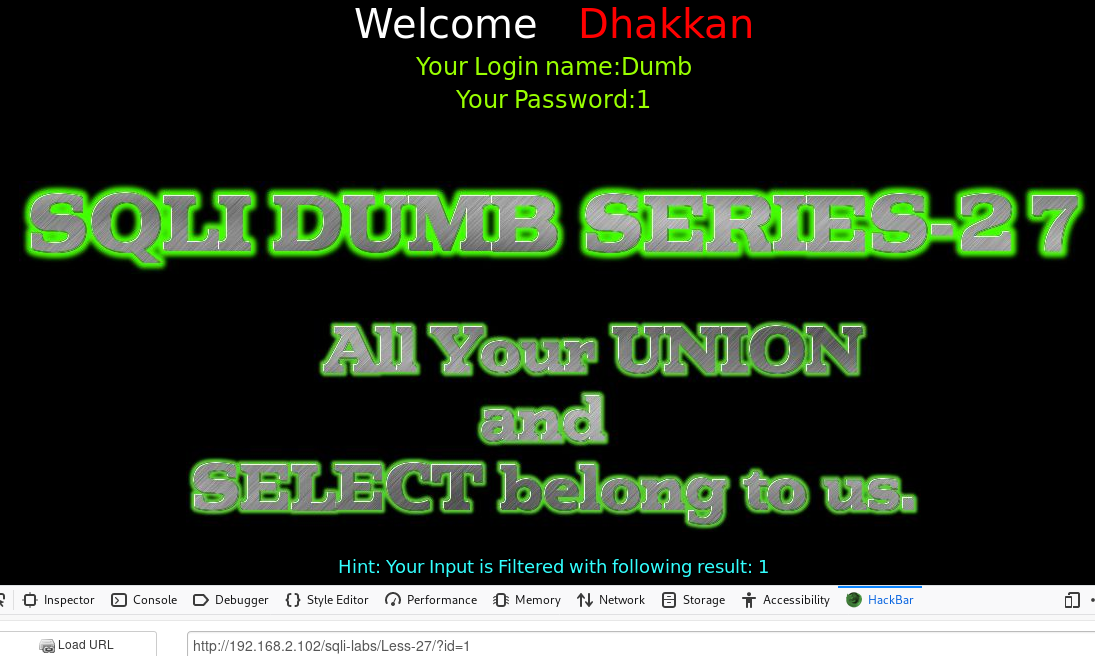 Welcome Dhakkan
Your Login name:Dumb
Your Password:1
SQLI DUMB SERIES-27
All Your UNION
and
SELECT belong to us.
Hint: Your Input is Filtered with following result: 1
Inspector Console Debugger Style Editor Performance Memory Network Storage Accessibility HackBar
Load URL http://192.168.2.102/sqli-labs/Less-27/?id=1